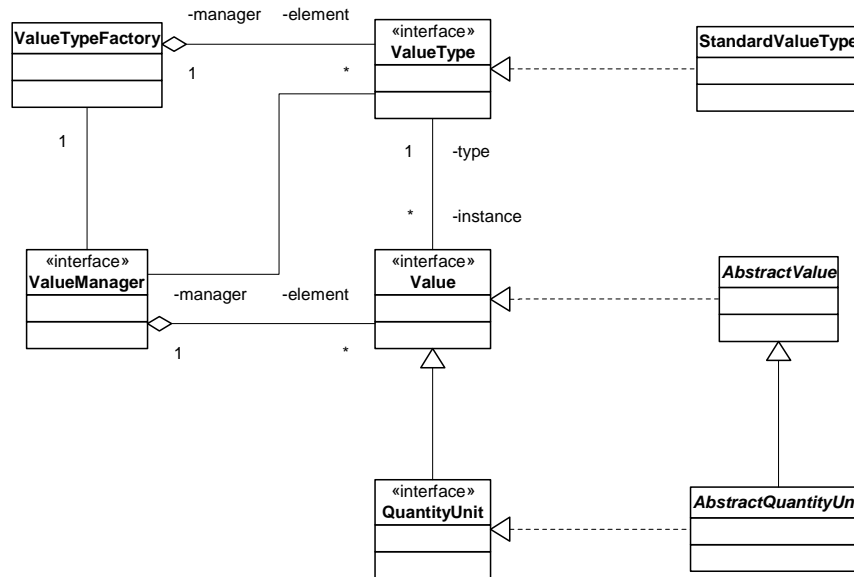 -manager -element
ValueTypeFactory
«interface»
ValueType
StandardValueType
1 *
1
1 -type
* -instance
«interface»
ValueManager
«interface»
Value
AbstractValue
-manager -element
1 *
«interface»
QuantityUnit
AbstractQuantityUn